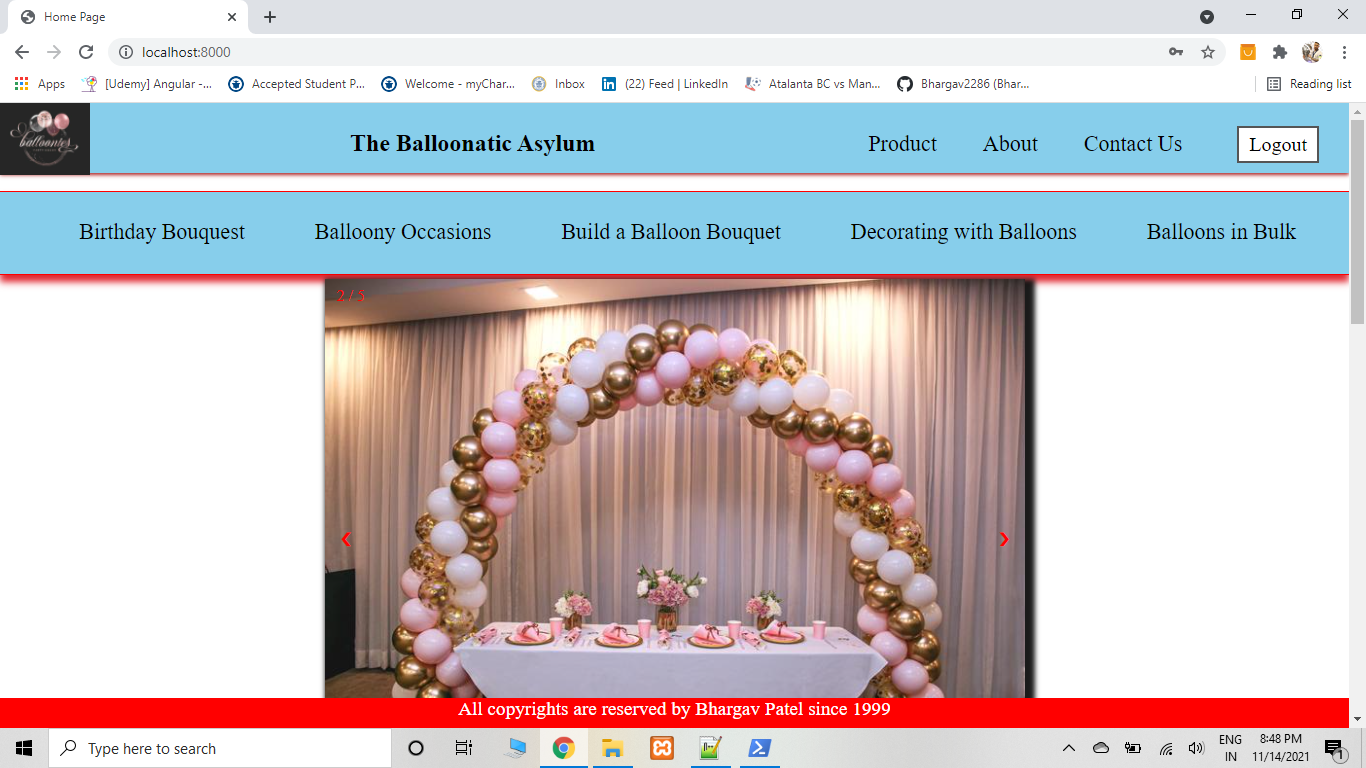 Home Page
localhost:8000
Apps
[Udemy] Angular -...
Accepted Student P...
Welcome - myChar...
Inbox
(22) Feed | LinkedIn
Atalanta BC vs Man...
Bhargav2286 (Bhar...
Reading list
balloontes
The Balloonatic Asylum
Product
About
Contact Us
Logout
Birthday Bouquest
Balloony Occasions
Build a Balloon Bouquet
Decorating with Balloons
Balloons in Bulk
2 / 5
All copyrights are reserved by Bhargav Patel since 1999
Type here to search
ENG
IN
8:48 PM
11/14/2021
1